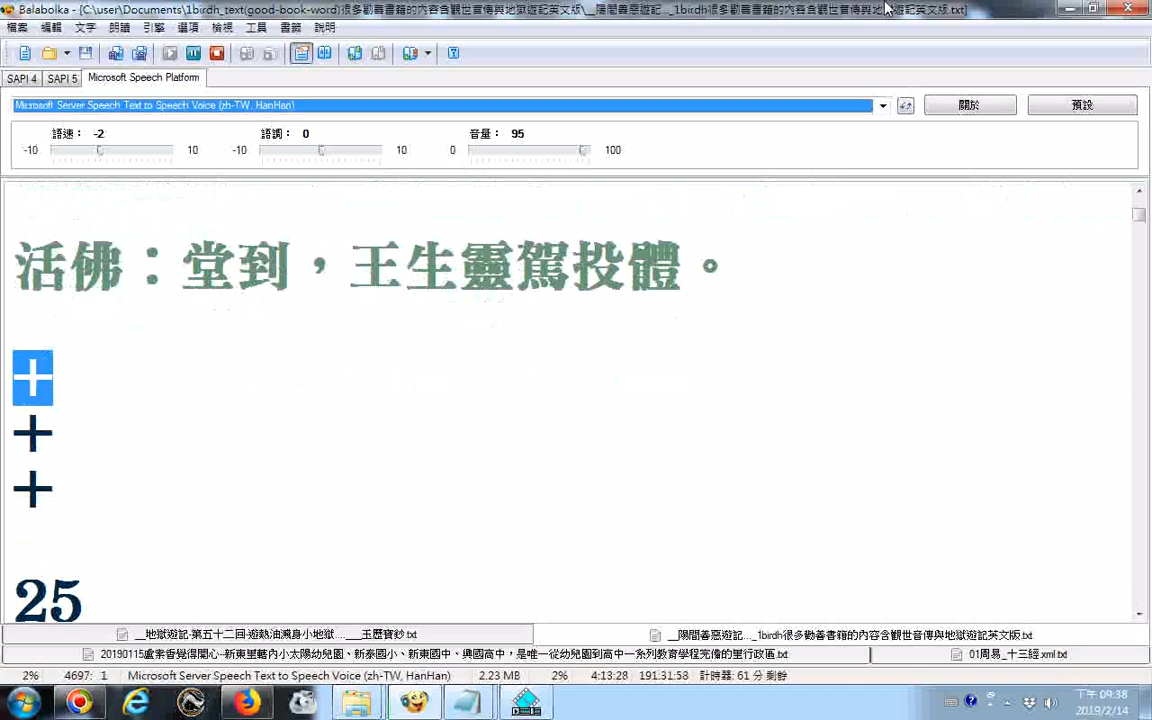 Balabolka - [C:\user\Documents\1birdh_text(good-book-word)很多勸善書籍的內容含觀世音傳與地獄遊記英文版\__陽間善惡遊記..._1birdh很多勸善書籍的內容含觀世音傳與地獄遊記英文版.txt]
檔案 編輯 文字 朗讀 引擎 選項 檢視 工具 書籤 說明
SAPI 4 SAPI 5 Microsoft Speech Platform
Microsoft Server Speech Text to Speech Voice (zh-TW, HanHan) 關於 預設
語速： -2 語調： 0 音量： 95
-10 10 -10 10 0 100
活佛：堂到，王生靈駕投體。
+
+
+
25
__地獄遊記-第五十二回-遊熱油濺身小地獄....___玉歷寶鈔.txt __陽間善惡遊記..._1birdh很多勸善書籍的內容含觀世音傳與地獄遊記英文版.txt
20190115盧素香覺得開心--新東里轄內小太陽幼兒園、新泰國小、新東國中、興國高中，是唯一從幼兒園到高中一系列教育學程完備的里行政區.txt 01周易_十三經.xml.txt
2% 4697: 1 Microsoft Server Speech Text to Speech Voice (zh-TW, HanHan) 2.23 MB 2% 4:13:28 191:31:58 計時器: 61 分 剩餘
下午 09:38
2019/2/14